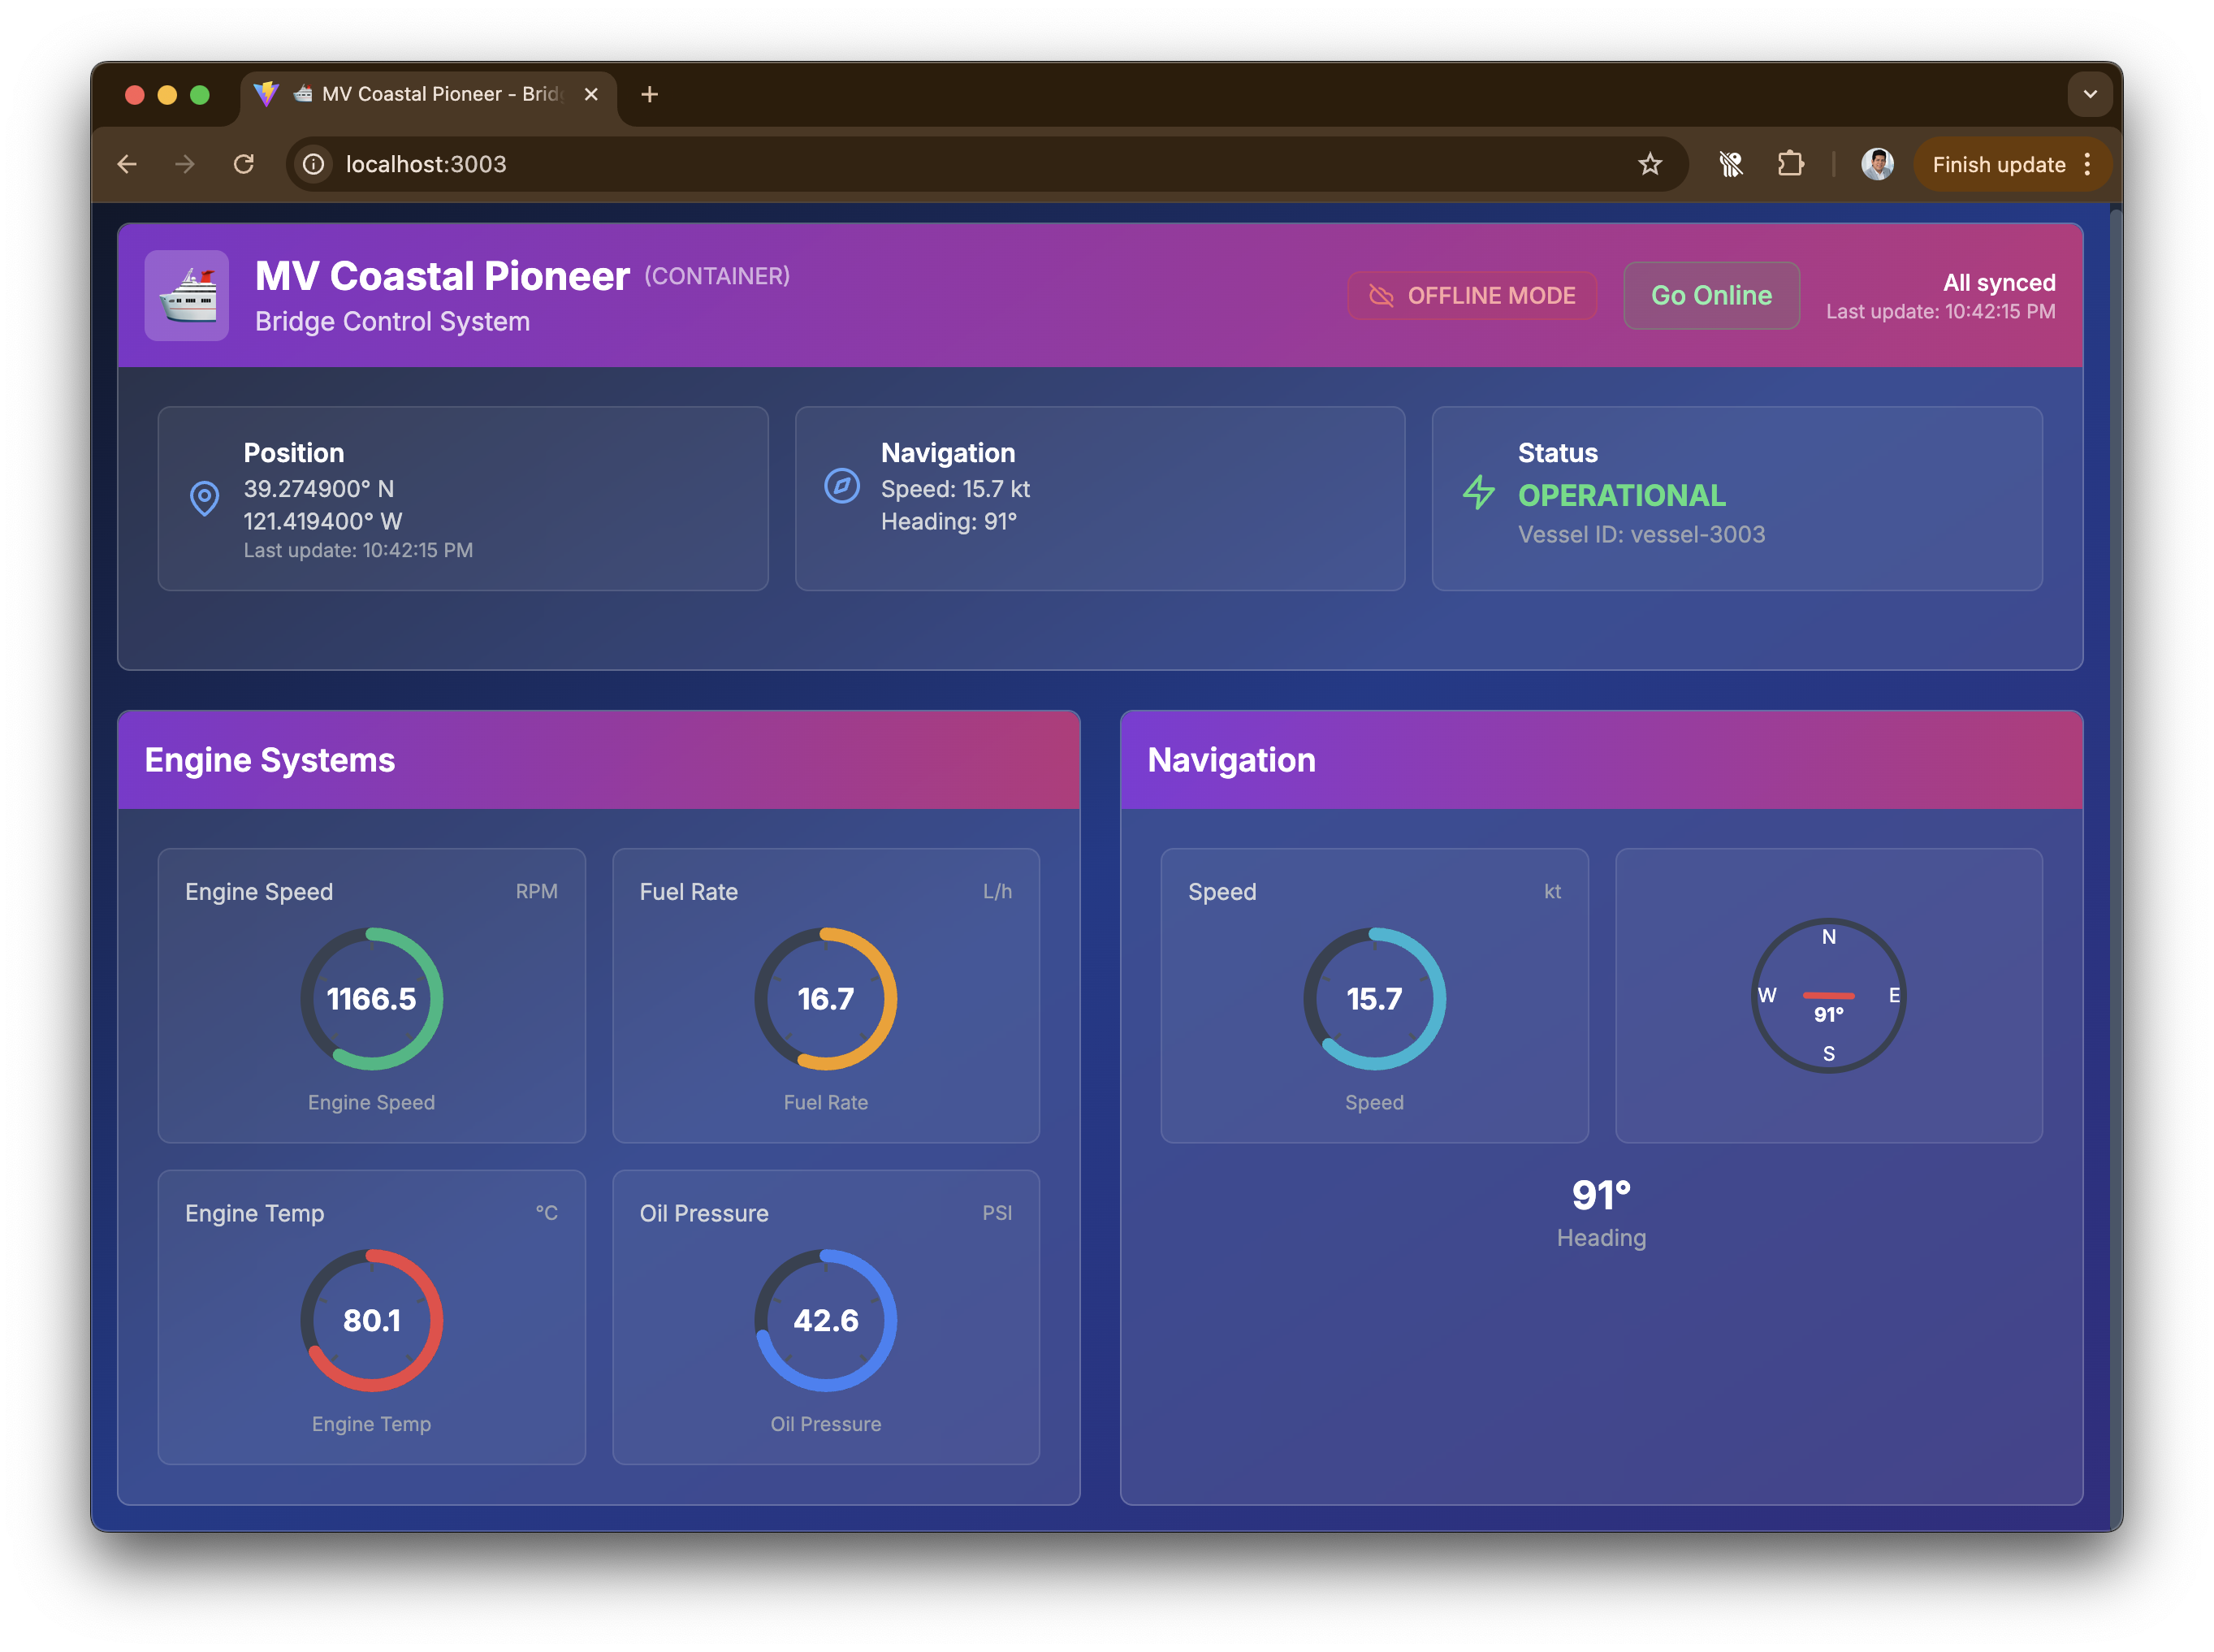 MV Coastal Pioneer - Brid
localhost:3003
Finish update
MV Coastal Pioneer (CONTAINER)
Bridge Control System
OFFLINE MODE
Go Online
All synced
Last update: 10:42:15 PM
Position
39.274900° N
121.419400° W
Last update: 10:42:15 PM
Navigation
Speed: 15.7 kt
Heading: 91°
Status
OPERATIONAL
Vessel ID: vessel-3003
Engine Systems
Engine Speed RPM
1166.5
Engine Speed
Fuel Rate L/h
16.7
Fuel Rate
Engine Temp °C
80.1
Engine Temp
Oil Pressure PSI
42.6
Oil Pressure
Navigation
Speed kt
15.7
Speed
N
W E
91°
S
91°
Heading